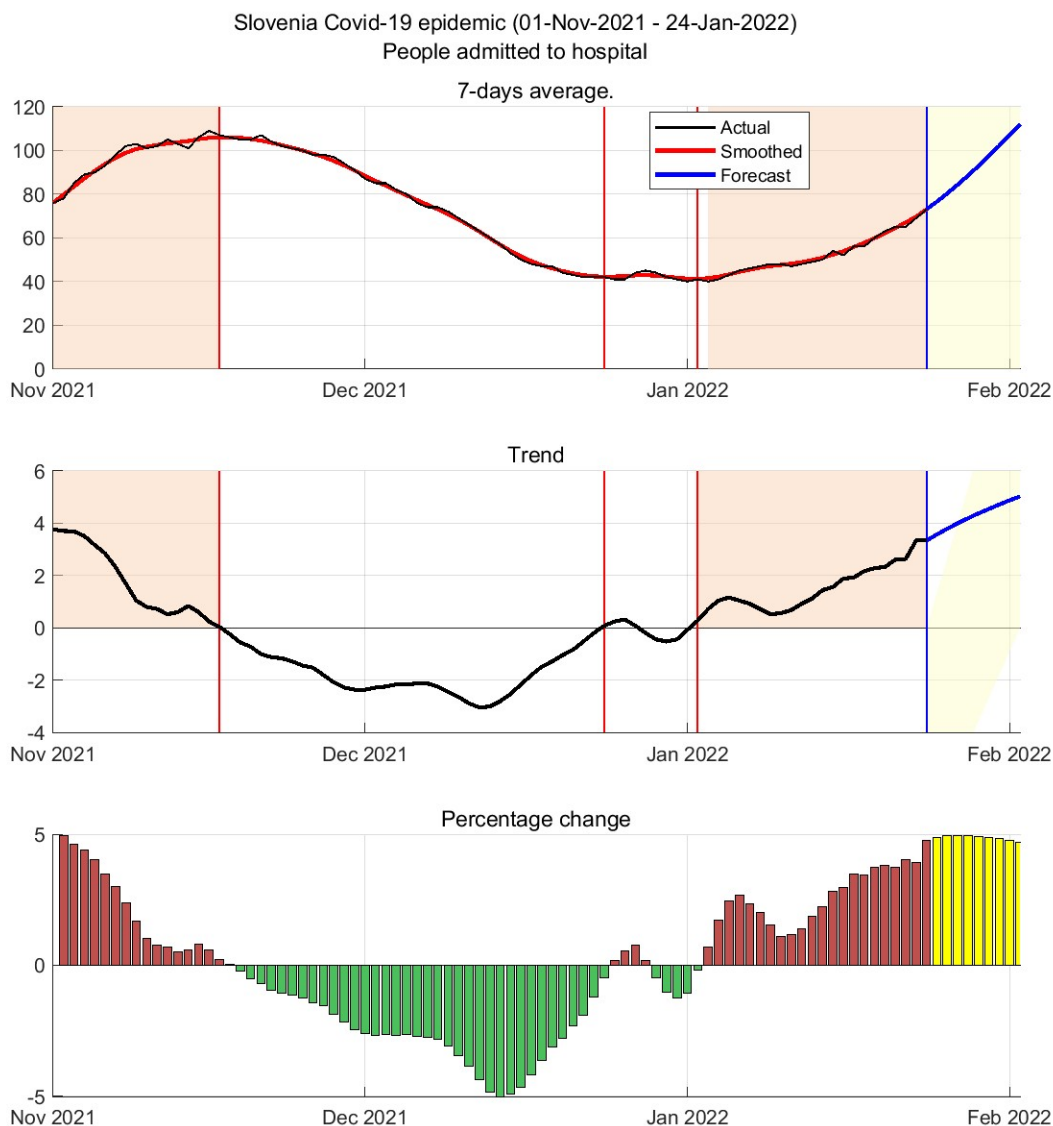 Slovenia Covid-19 epidemic (01-Nov-2021 - 24-Jan-2022)
People admitted to hospital
7-days average.
120
100
80
60
40
20
0
Actual
Smoothed
Forecast
Nov 2021 Dec 2021 Jan 2022 Feb 2022
Trend
6
4
2
0
-2
-4
Nov 2021 Dec 2021 Jan 2022 Feb 2022
Percentage change
5
0
-5
Nov 2021 Dec 2021 Jan 2022 Feb 2022